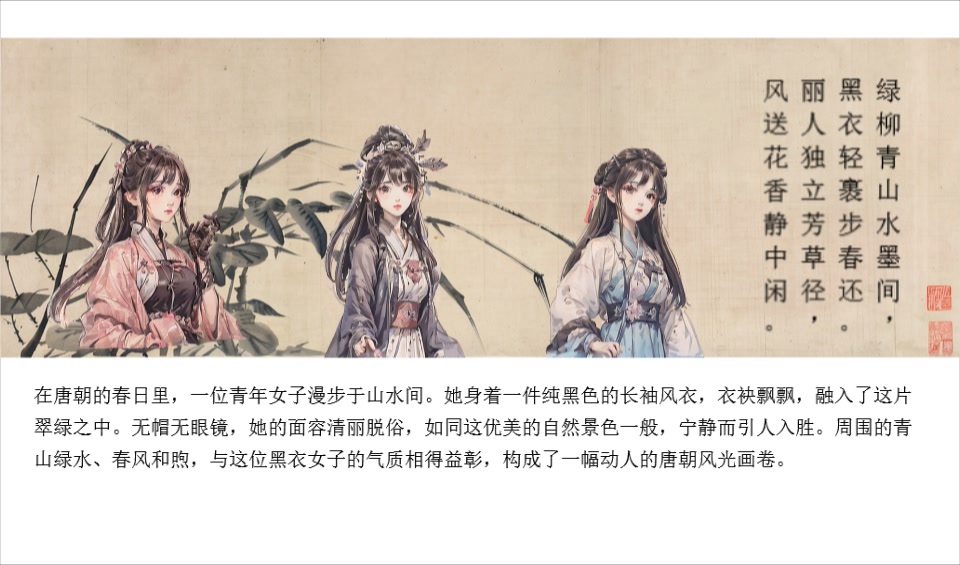 绿柳青山水墨间，
黑衣轻裹步春还。
丽人独立芳草径，
风送花香静中闲。
在唐朝的春日里，一位青年女子漫步于山水间。她身着一件纯黑色的长袖风衣，衣袂飘飘，融入了这片
翠绿之中。无帽无眼镜，她的面容清丽脱俗，如同这优美的自然景色一般，宁静而引人入胜。周围的青
山绿水、春风和煦，与这位黑衣女子的气质相得益彰，构成了一幅动人的唐朝风光画卷。